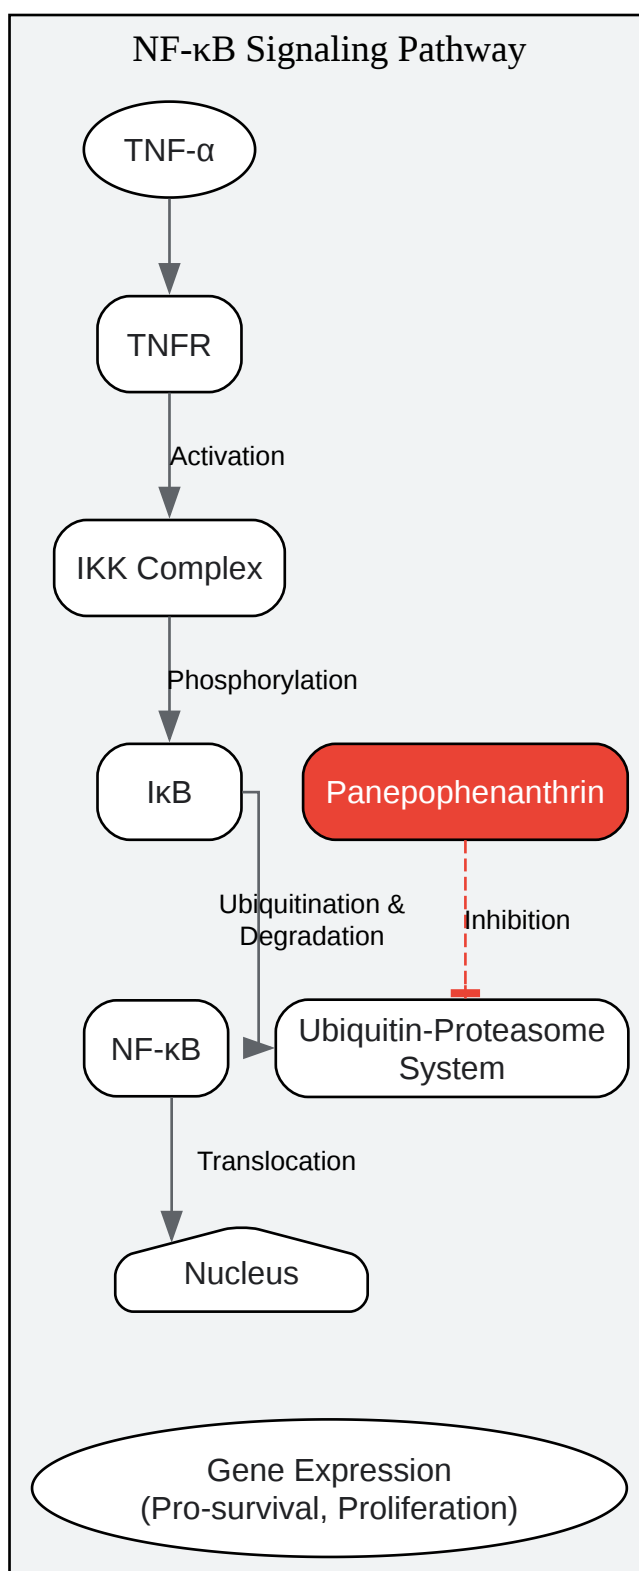 NF-κB Signaling Pathway
TNF-α
TNFR
Activation
IKK Complex
Phosphorylation
IκB
Panepophenanthrin
Ubiquitination &
Degradation
Inhibition
NF-κB
Ubiquitin-Proteasome
System
Translocation
Nucleus
Gene Expression
(Pro-survival, Proliferation)